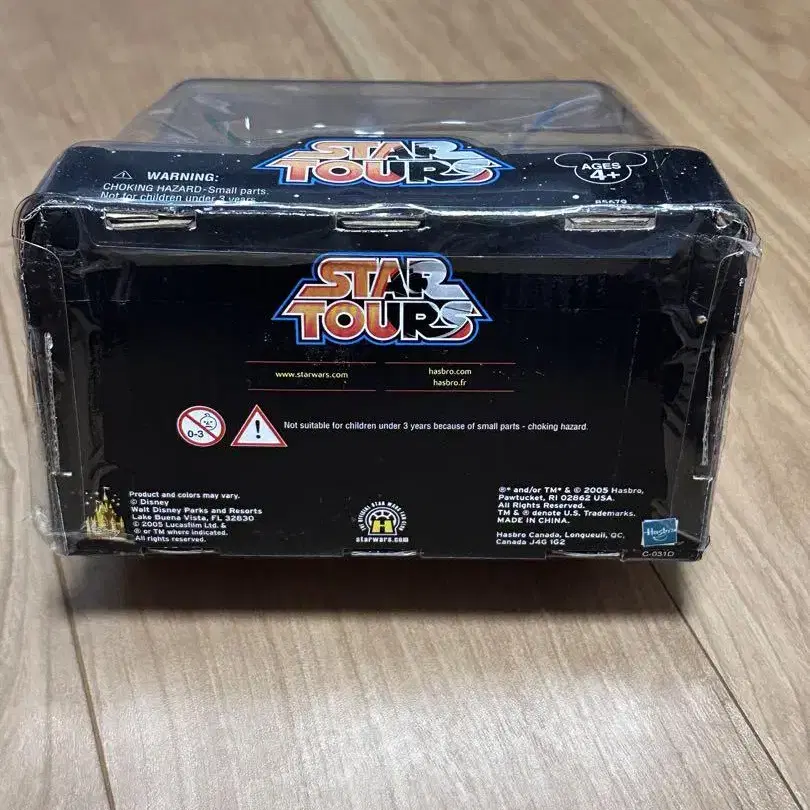 STAR
TOURS
WARNING:
CHOKING HAZARD-Small parts.
Not for children under 3 years
AGES
4+
85679
STAR
TOURS
www.starwars.com
hasbro.com
hasbro.fr
0-3
Not suitable for children under 3 years because of small parts - choking hazard.
Product and colors may vary.
© Disney
Walt Disney Parks and Resorts
Lake Buena Vista, FL 32830
© 2005 Lucasfilm Ltd. &
® or TM where indicated.
All rights reserved.
starwars.com
®* and/or TM* & © 2005 Hasbro,
Pawtucket, RI 02862 USA.
All Rights Reserved.
TM & ® denote U.S. Trademarks.
MADE IN CHINA.
Hasbro Canada, Longueuil, QC,
Canada J4G 1G2
Hasbro
C-031D